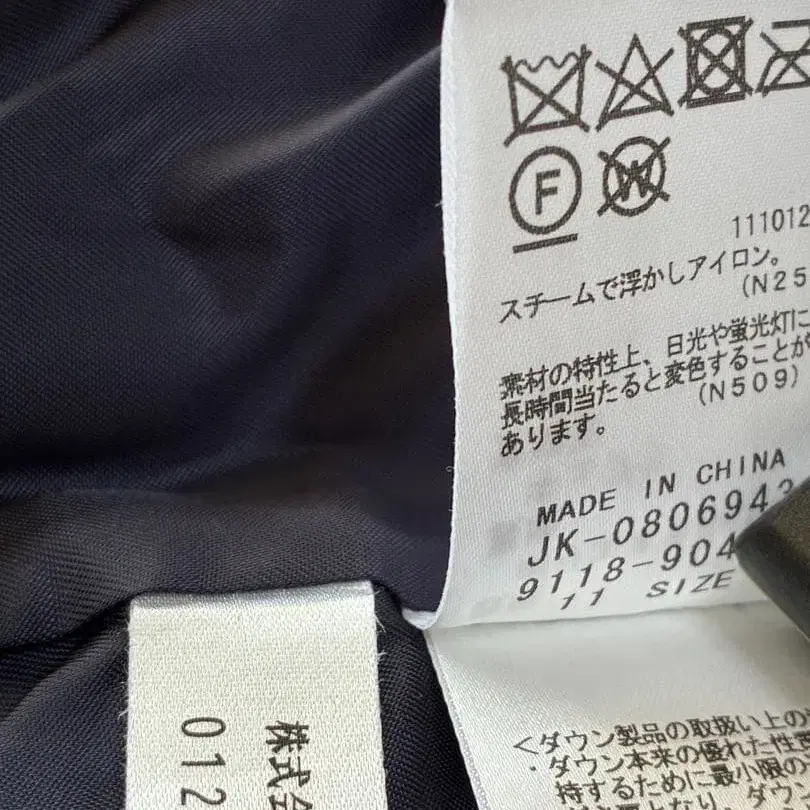 F
W
111012
スチームで浮かしアイロン。
(N25
素材の特性上、日光や蛍光灯に
長時間当たると変色することが
あります。
(N509)
MADE IN CHINA
JK-0806943
9118-904
11 SIZE
株式会
012
<ダウン製品の取扱い上の
・ダウン本来の優れた性
持するために最小限の